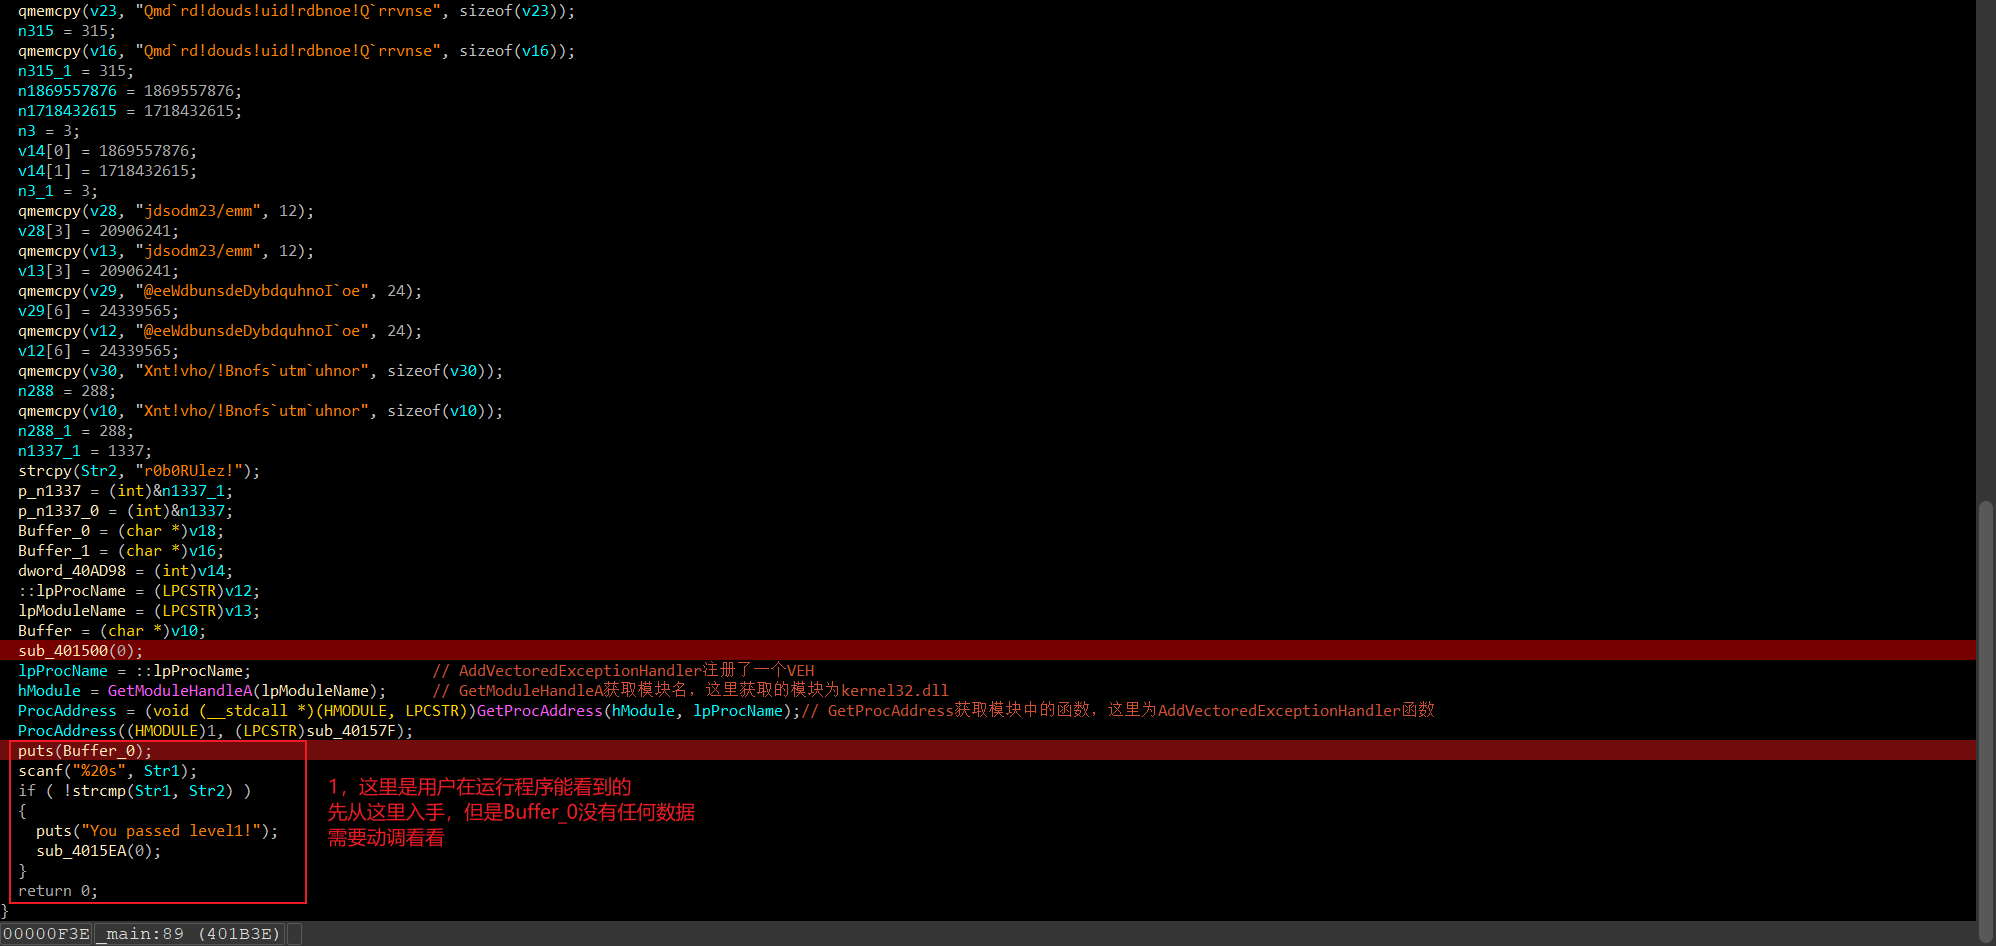 qmemcpy(v23, "Qmd`rd!douds!uid!rdbnoe!Q`rrvnse", sizeof(v23));
n315 = 315;
qmemcpy(v16, "Qmd`rd!douds!uid!rdbnoe!Q`rrvnse", sizeof(v16));
n315_1 = 315;
n1869557876 = 1869557876;
n1718432615 = 1718432615;
n3 = 3;
v14[0] = 1869557876;
v14[1] = 1718432615;
n3_1 = 3;
qmemcpy(v28, "jdsodm23/emm", 12);
v28[3] = 20906241;
qmemcpy(v13, "jdsodm23/emm", 12);
v13[3] = 20906241;
qmemcpy(v29, "@eeWdbunsdeDybdquhnoI`oe", 24);
v29[6] = 24339565;
qmemcpy(v12, "@eeWdbunsdeDybdquhnoI`oe", 24);
v12[6] = 24339565;
qmemcpy(v30, "Xnt!vho/!Bnofs`utm`uhnor", sizeof(v30));
n288 = 288;
qmemcpy(v10, "Xnt!vho/!Bnofs`utm`uhnor", sizeof(v10));
n288_1 = 288;
n1337_1 = 1337;
strcpy(Str2, "r0b0RUlez!");
p_n1337 = (int)&n1337_1;
p_n1337_0 = (int)&n1337;
Buffer_0 = (char *)v18;
Buffer_1 = (char *)v16;
dword_40AD98 = (int)v14;
::lpProcName = (LPCSTR)v12;
lpModuleName = (LPCSTR)v13;
Buffer = (char *)v10;
sub_401500(0);
lpProcName = ::lpProcName; // AddVectoredExceptionHandler注册了一个VEH
hModule = GetModuleHandleA(lpModuleName); // GetModuleHandleA获取模块名，这里获取的模块为kernel32.dll
ProcAddress = (void (__stdcall *)(HMODULE, LPCSTR))GetProcAddress(hModule, lpProcName);// GetProcAddress获取模块中的函数，这里为AddVectoredExceptionHandler函数
ProcAddress((HMODULE)1, (LPCSTR)sub_40157F);
puts(Buffer_0);
scanf("%20s", Str1);
if ( !strcmp(Str1, Str2) )
{
puts("You passed level1!");
sub_4015EA(0);
}
return 0;
}
1，这里是用户在运行程序能看到的
先从这里入手，但是Buffer_0没有任何数据
需要动调看看
00000F3E _main:89 (401B3E)